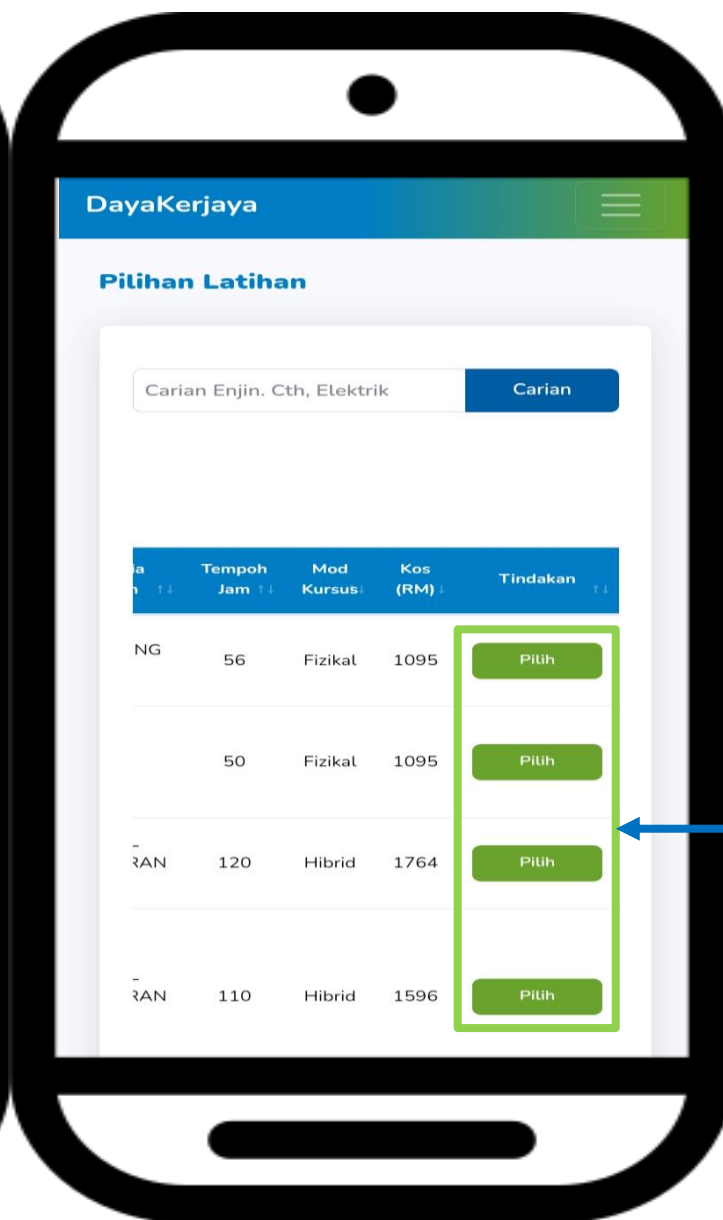 DayaKerjaya
Pilihan Latihan
Carian Enjin. Cth, Elektrik Carian
Tempoh Jam Mod Kursus Kos (RM) Tindakan
NG 56 Fizikal 1095 Pilih
50 Fizikal 1095 Pilih
120 Hibrid 1764 Pilih
110 Hibrid 1596 Pilih